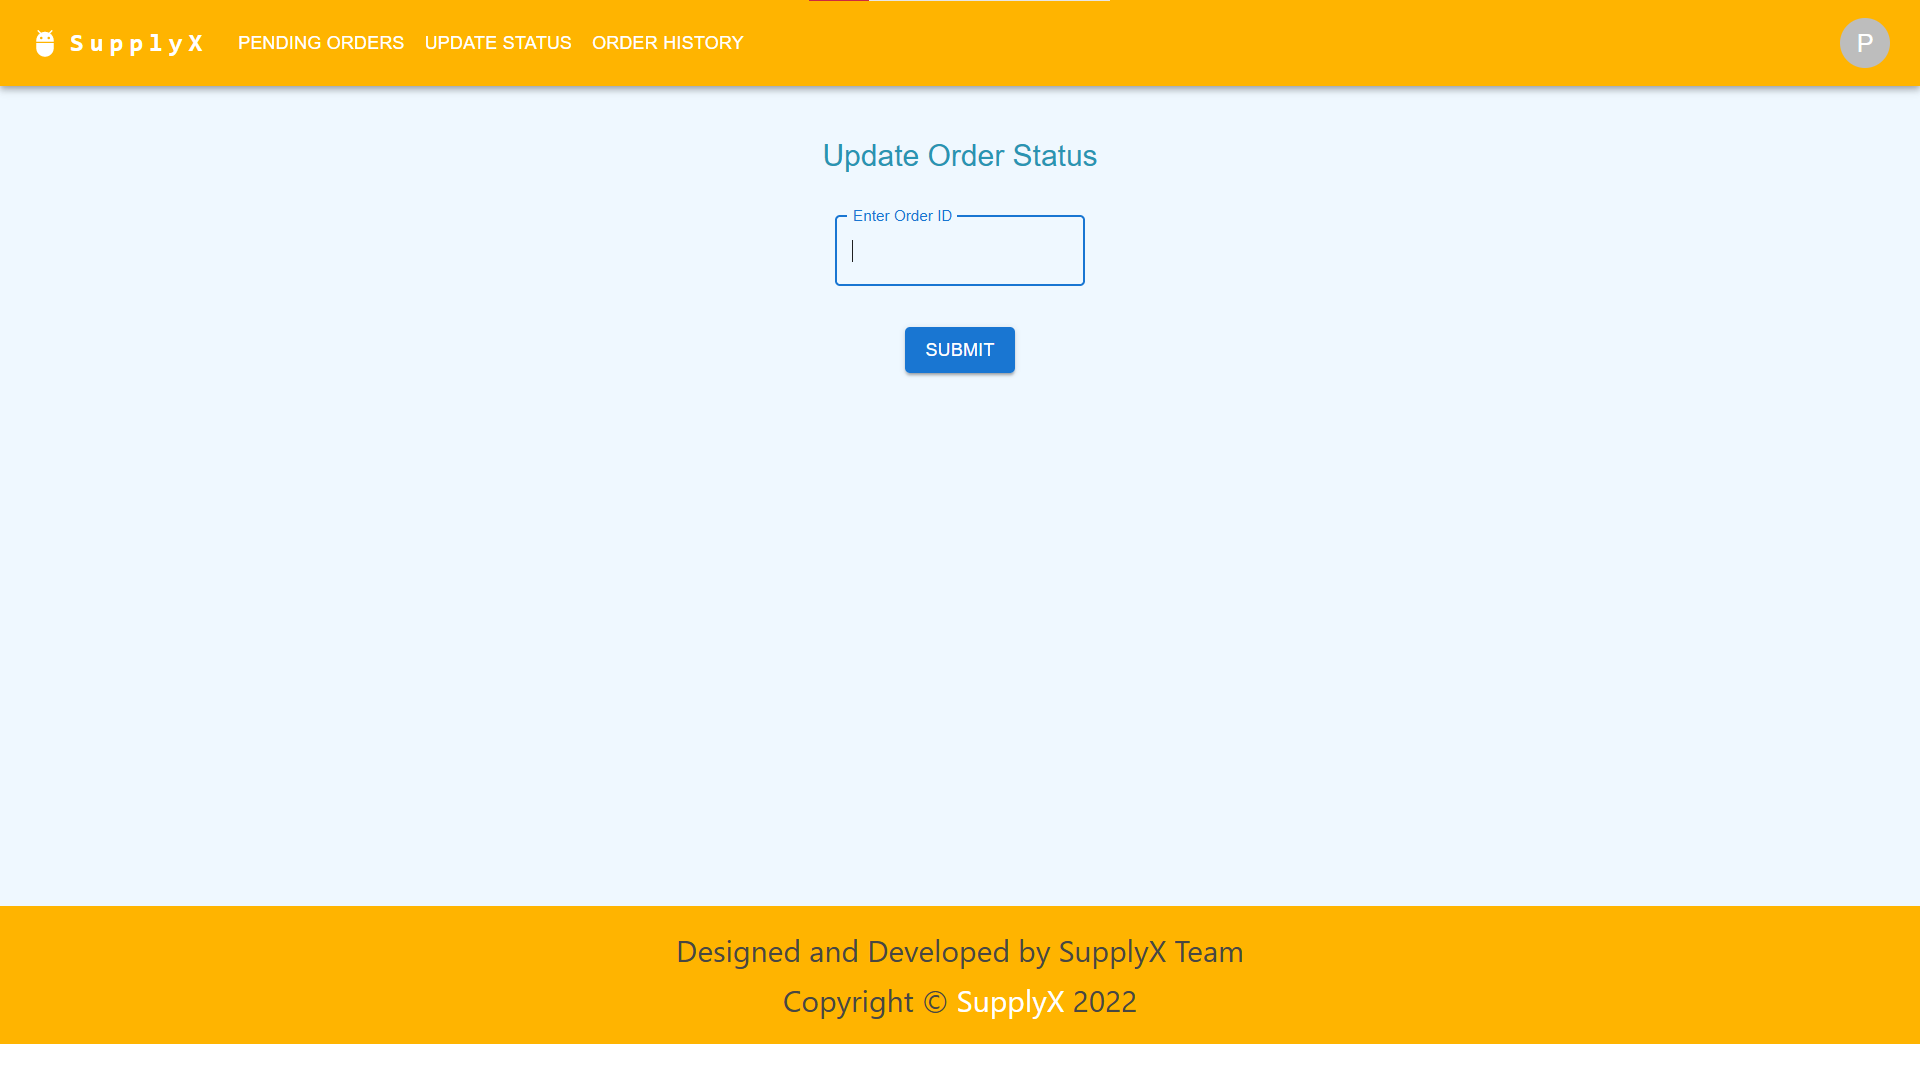 SupplyX PENDING ORDERS UPDATE STATUS ORDER HISTORY P
Update Order Status
Enter Order ID
SUBMIT
Designed and Developed by SupplyX Team
Copyright © SupplyX 2022